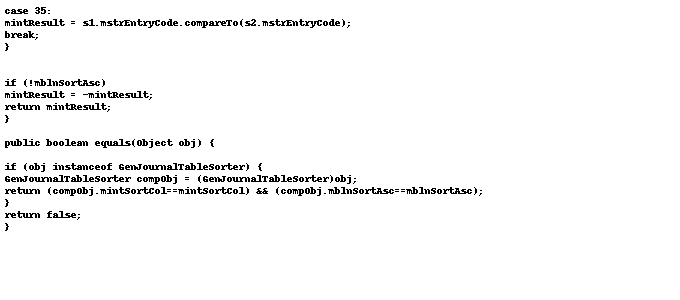 case 35:
mintResult = s1.mstrEntryCode.compareTo(s2.mstrEntryCode);
break;
}
if (!mblnSortAsc)
mintResult = -mintResult;
return mintResult;
}
public boolean equals(Object obj) {
if (obj instanceof GenJournalTableSorter) {
GenJournalTableSorter compObj = (GenJournalTableSorter)obj;
return (compObj.mintSortCol==mintSortCol) && (compObj.mblnSortAsc==mblnSortAsc);
}
return false;
}